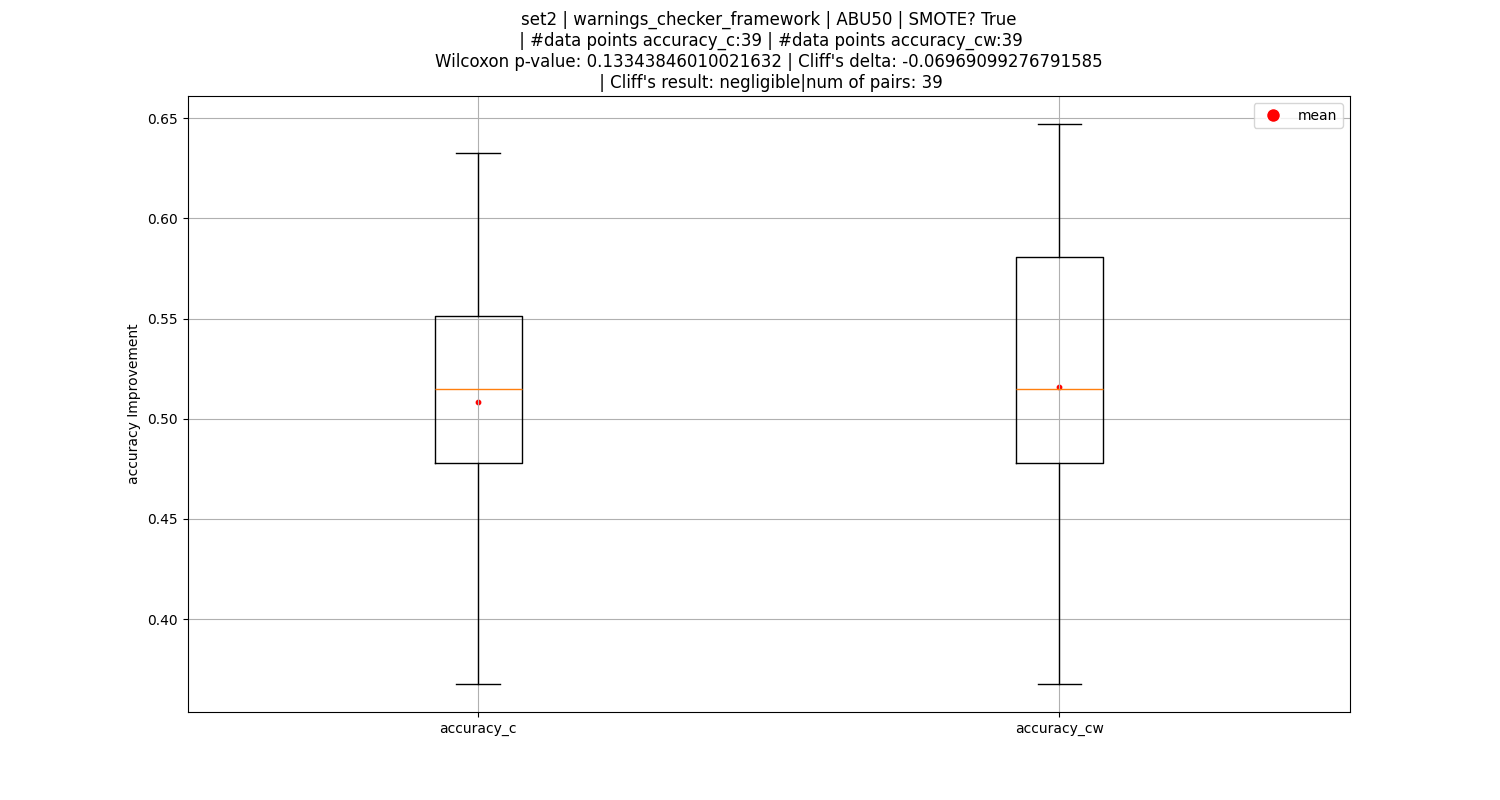 set2 | warnings_checker_framework | ABU50 | SMOTE? True
| #data points accuracy_c:39 | #data points accuracy_cw:39
Wilcoxon p-value: 0.13343846010021632 | Cliff's delta: -0.06969099276791585
| Cliff's result: negligible|num of pairs: 39
mean
0.65
0.60
0.55
0.50
0.45
0.40
accuracy Improvement
accuracy_c
accuracy_cw